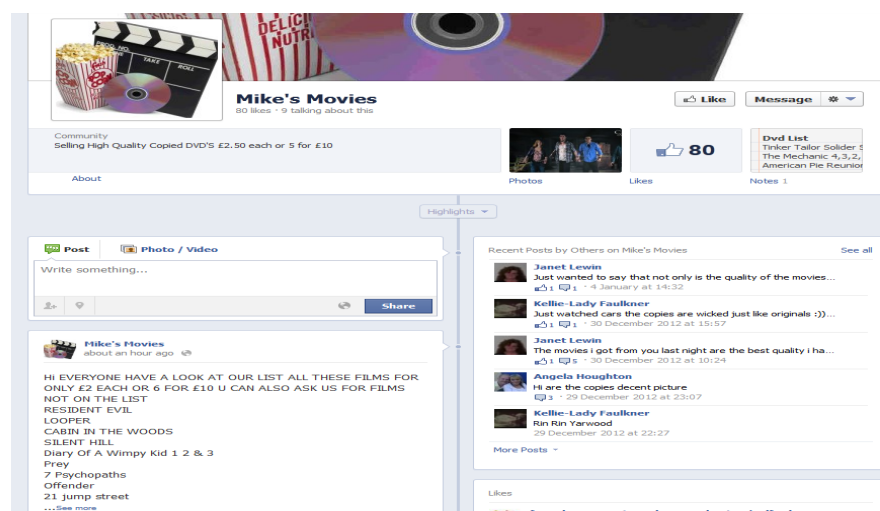 DELICI
NUTRI
PROD. NO.
TAKE
ROLL
POP
CORN
Mike's Movies
80 likes · 9 talking about this
Like
Message
Community
Selling High Quality Copied DVD'S £2.50 each or 5 for £10
About
80
Dvd List
Tinker Tailor Solider S
The Mechanic 4,3,2,
American Pie Reunion
Photos
Likes
Notes 1
Highlights
Post
Photo / Video
Write something...
Share
Mike's Movies
about an hour ago
HI EVERYONE HAVE A LOOK AT OUR LIST ALL THESE FILMS FOR
ONLY £2 EACH OR 6 FOR £10 U CAN ALSO ASK US FOR FILMS
NOT ON THE LIST
RESIDENT EVIL
LOOPER
CABIN IN THE WOODS
SILENT HILL
Diary Of A Wimpy Kid 1 2 & 3
Prey
7 Psychopaths
Offender
21 jump street
...See more
Recent Posts by Others on Mike's Movies
See all
Janet Lewin
Just wanted to say that not only is the quality of the movies...
1 1 · 4 January at 14:32
Kellie-Lady Faulkner
Just watched cars the copies are wicked just like originals :))...
1 1 · 30 December 2012 at 15:57
Janet Lewin
The movies i got from you last night are the best quality i ha...
1 5 · 30 December 2012 at 10:24
Angela Houghton
Hi are the copies decent picture
3 · 29 December 2012 at 23:07
Kellie-Lady Faulkner
Rin Rin Yarwood
29 December 2012 at 22:27
More Posts
Likes